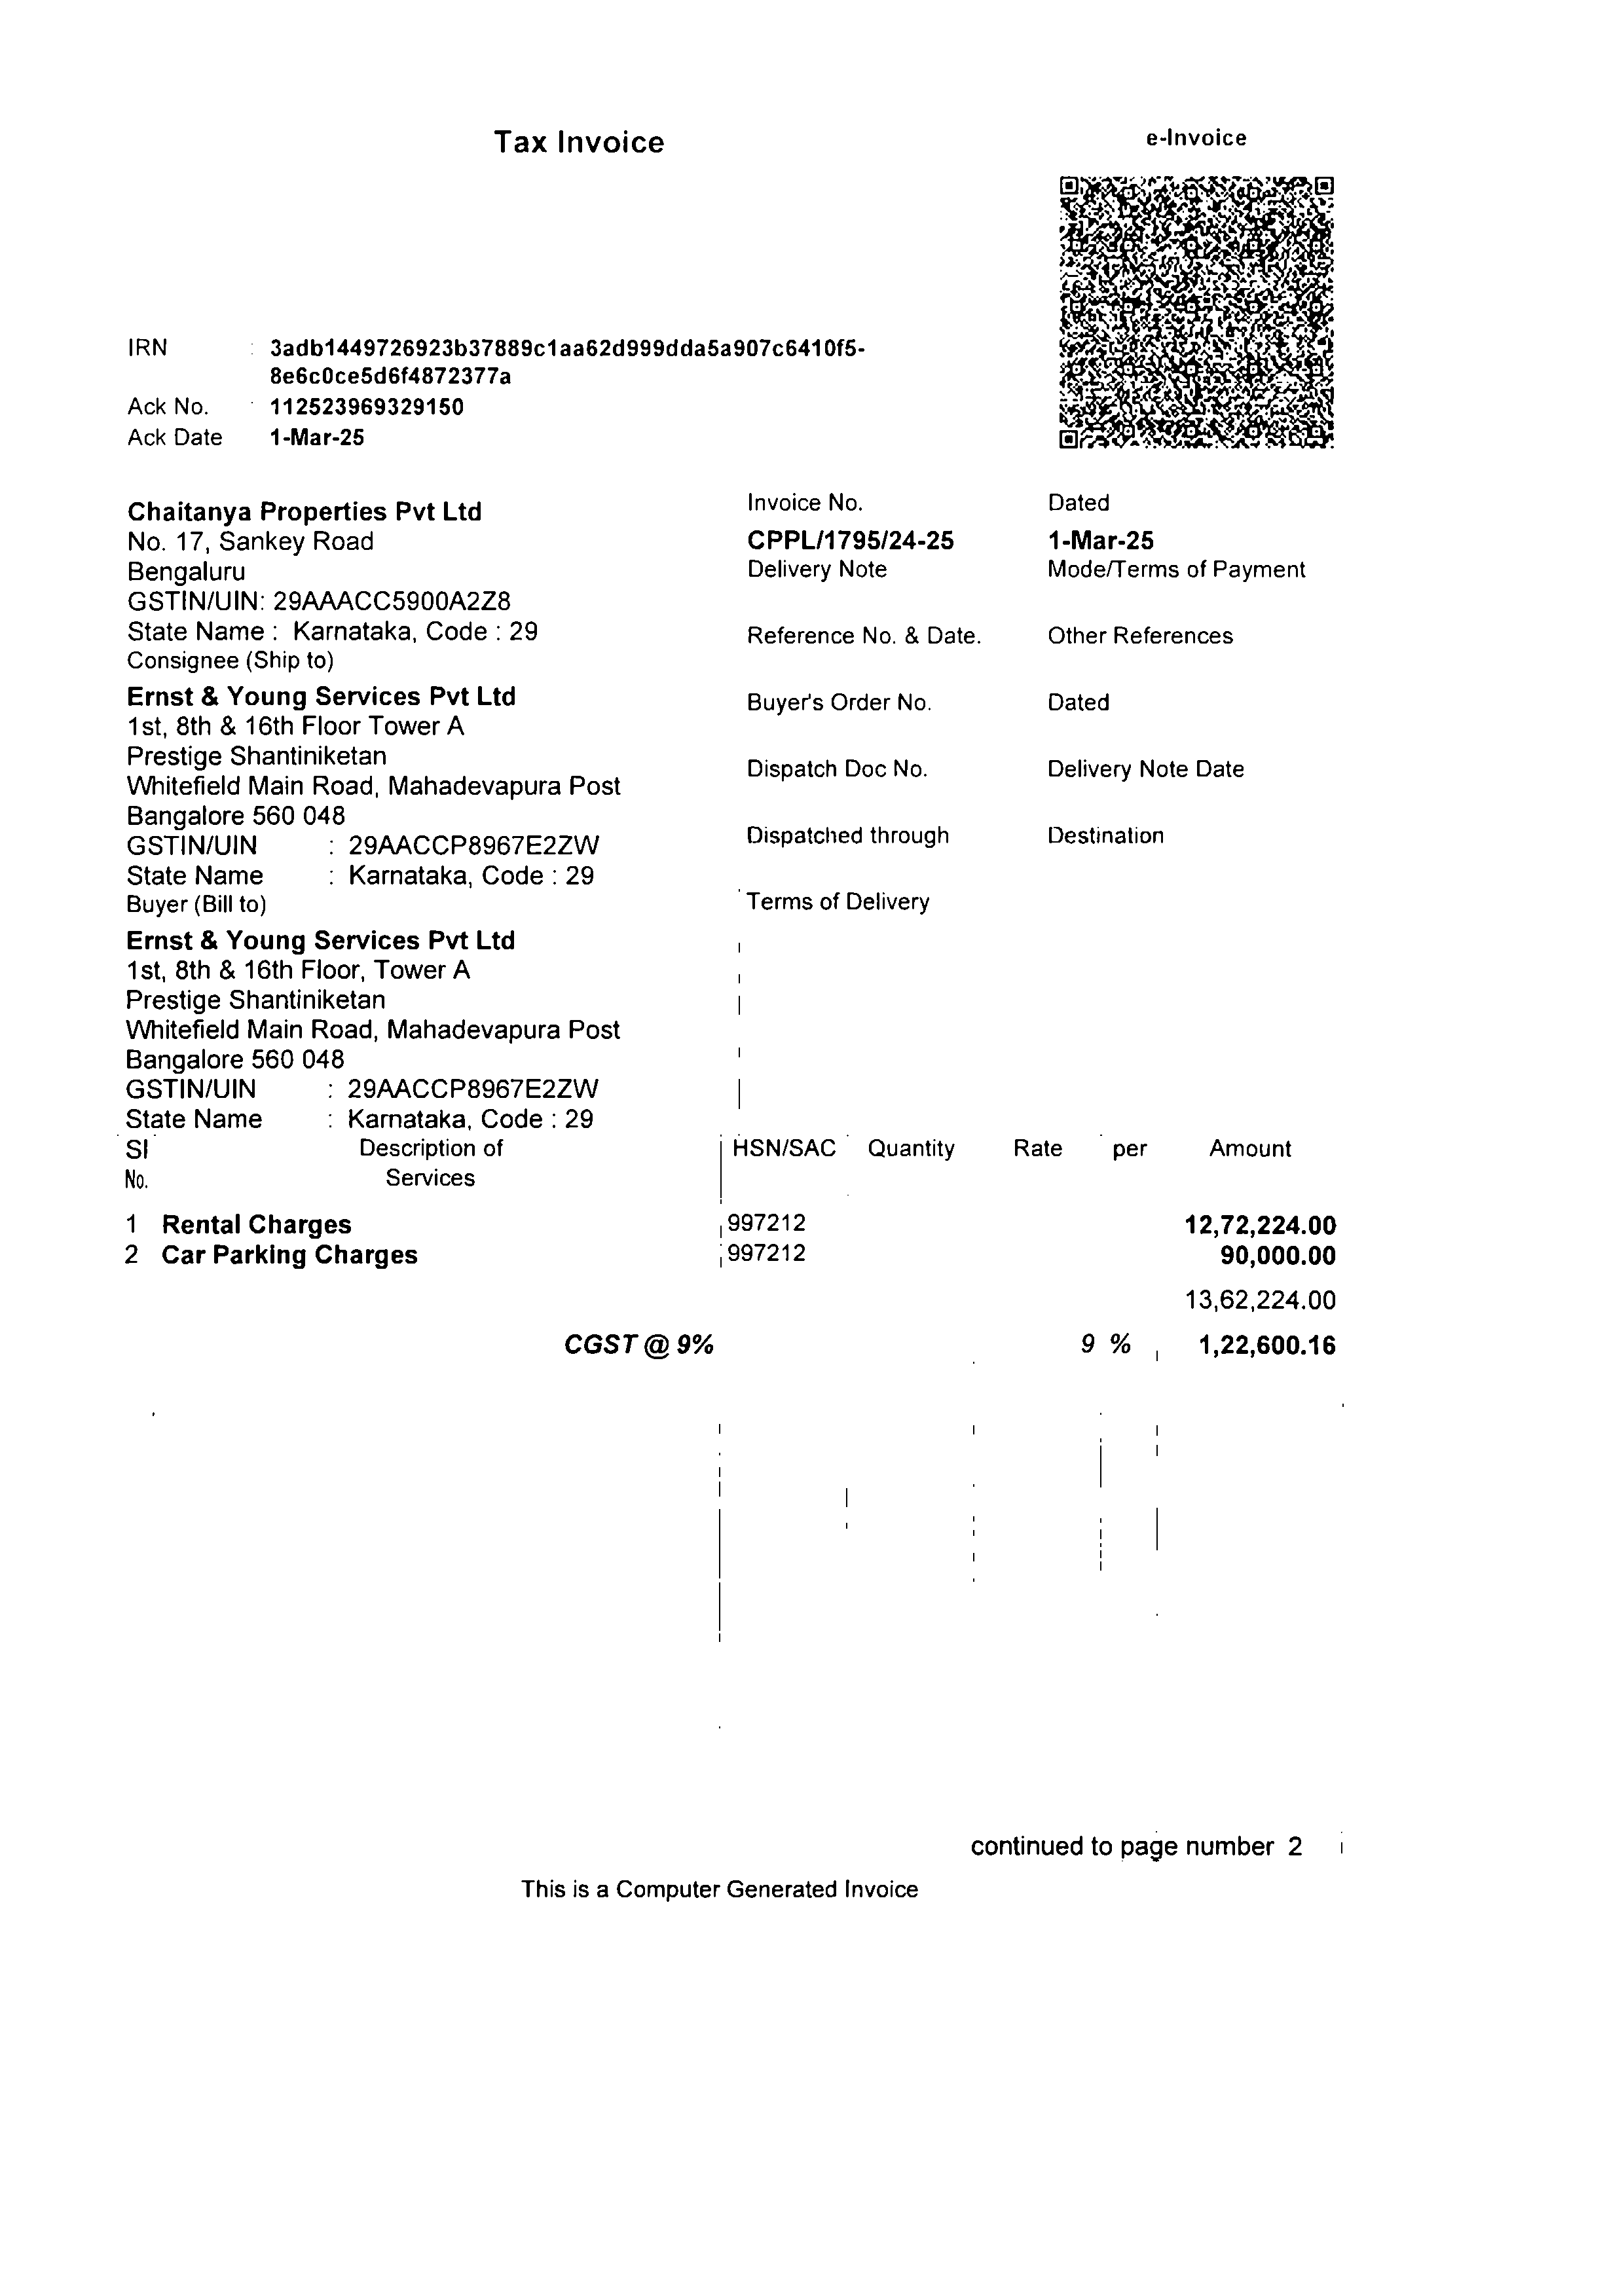 Tax Invoice
e-Invoice
IRN : 3adb1449726923b37889c1aa62d999dda5a907c6410f5-
8e6c0ce5d6f4872377a
Ack No. 112523969329150
Ack Date 1-Mar-25
Chaitanya Properties Pvt Ltd
No. 17, Sankey Road
Bengaluru
GSTIN/UIN: 29AAACC5900A2Z8
State Name : Karnataka, Code : 29
Invoice No. Dated
CPPL/1795/24-25 1-Mar-25
Delivery Note Mode/Terms of Payment
Reference No. & Date. Other References
Consignee (Ship to)
Ernst & Young Services Pvt Ltd
1st, 8th & 16th Floor Tower A
Prestige Shantiniketan
Whitefield Main Road, Mahadevapura Post
Bangalore 560 048
GSTIN/UIN : 29AACCP8967E2ZW
State Name : Karnataka, Code : 29
Buyer's Order No. Dated
Dispatch Doc No. Delivery Note Date
Dispatched through Destination
Terms of Delivery
Buyer (Bill to)
Ernst & Young Services Pvt Ltd
1st, 8th & 16th Floor, Tower A
Prestige Shantiniketan
Whitefield Main Road, Mahadevapura Post
Bangalore 560 048
GSTIN/UIN : 29AACCP8967E2ZW
State Name : Karnataka, Code : 29
Sl Description of HSN/SAC Quantity Rate per Amount
No. Services
1 Rental Charges 997212 12,72,224.00
2 Car Parking Charges 997212 90,000.00
13,62,224.00
CGST @ 9% 9 % 1,22,600.16
continued to page number 2
This is a Computer Generated Invoice